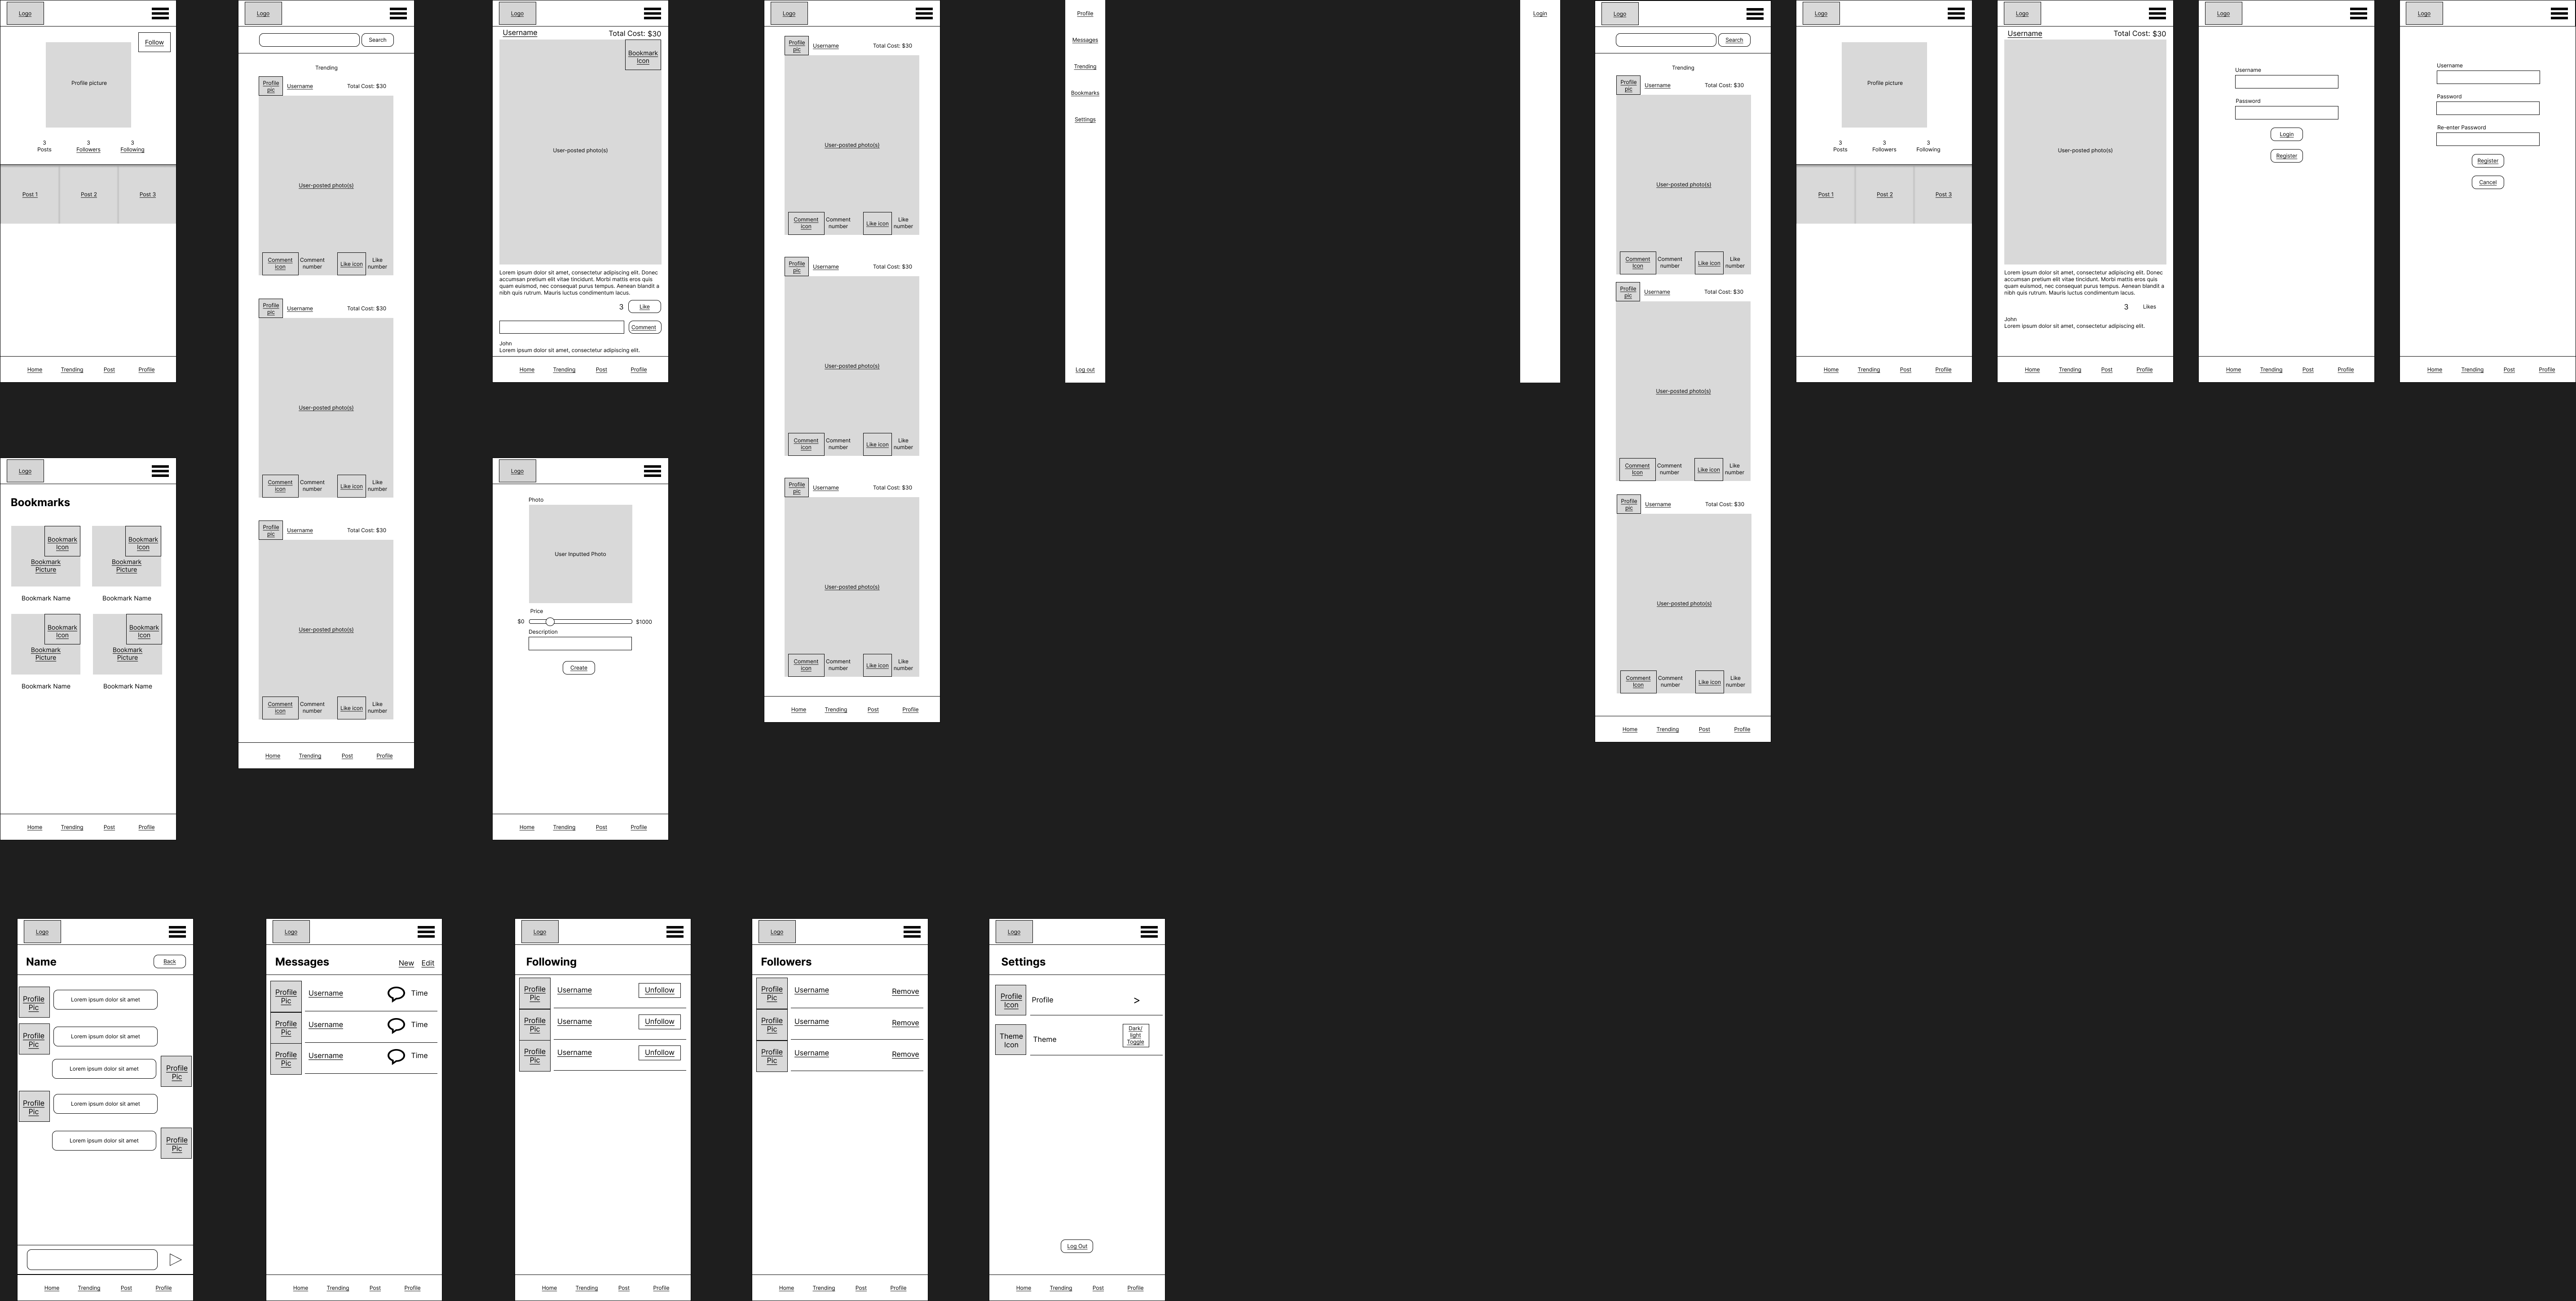 Logo
Follow
Profile picture
3
Posts
3
Followers
3
Following
Post 1
Post 2
Post 3
Home
Trending
Post
Profile
Logo
Search
Trending
Profile
pic
Username
Total Cost: $30
User-posted photo(s)
Comment
icon
Comment
number
Like icon
Like
number
Profile
pic
Username
Total Cost: $30
User-posted photo(s)
Comment
icon
Comment
number
Like icon
Like
number
Profile
pic
Username
Total Cost: $30
User-posted photo(s)
Comment
icon
Comment
number
Like icon
Like
number
Home
Trending
Post
Profile
Logo
Username
Total Cost: $30
Bookmark
Icon
User-posted photo(s)
Lorem ipsum dolor sit amet, consectetur adipiscing elit. Donec
accumsan pretium elit vitae tincidunt. Morbi mattis eros quis
quam euismod, nec consequat purus tempus. Aenean blandit a
nibh quis rutrum. Mauris luctus condimentum lacus.
3
Like
Comment
John
Lorem ipsum dolor sit amet, consectetur adipiscing elit.
Home
Trending
Post
Profile
Logo
Profile
pic
Username
Total Cost: $30
User-posted photo(s)
Comment
icon
Comment
number
Like icon
Like
number
Profile
pic
Username
Total Cost: $30
User-posted photo(s)
Comment
icon
Comment
number
Like icon
Like
number
Profile
pic
Username
Total Cost: $30
User-posted photo(s)
Comment
icon
Comment
number
Like icon
Like
number
Home
Trending
Post
Profile
Profile
Messages
Trending
Bookmarks
Settings
Log out
Login
Logo
Search
Trending
Profile
pic
Username
Total Cost: $30
User-posted photo(s)
Comment
icon
Comment
number
Like icon
Like
number
Profile
pic
Username
Total Cost: $30
User-posted photo(s)
Comment
icon
Comment
number
Like icon
Like
number
Profile
pic
Username
Total Cost: $30
User-posted photo(s)
Comment
icon
Comment
number
Like icon
Like
number
Home
Trending
Post
Profile
Logo
Profile picture
3
Posts
3
Followers
3
Following
Post 1
Post 2
Post 3
Home
Trending
Post
Profile
Logo
Username
Total Cost: $30
User-posted photo(s)
Lorem ipsum dolor sit amet, consectetur adipiscing elit. Donec
accumsan pretium elit vitae tincidunt. Morbi mattis eros quis
quam euismod, nec consequat purus tempus. Aenean blandit a
nibh quis rutrum. Mauris luctus condimentum lacus.
3
Likes
John
Lorem ipsum dolor sit amet, consectetur adipiscing elit.
Home
Trending
Post
Profile
Logo
Username
Password
Login
Register
Home
Trending
Post
Profile
Logo
Username
Password
Re-enter Password
Register
Cancel
Home
Trending
Post
Profile
Logo
Bookmarks
Bookmark
Icon
Bookmark
Picture
Bookmark Name
Bookmark
Icon
Bookmark
Picture
Bookmark Name
Bookmark
Icon
Bookmark
Picture
Bookmark Name
Bookmark
Icon
Bookmark
Picture
Bookmark Name
Home
Trending
Post
Profile
Logo
Photo
User Inputted Photo
Price
$0
$1000
Description
Create
Home
Trending
Post
Profile
Logo
Name
Back
Profile
Pic
Lorem ipsum dolor sit amet
Profile
Pic
Lorem ipsum dolor sit amet
Lorem ipsum dolor sit amet
Profile
Pic
Profile
Pic
Lorem ipsum dolor sit amet
Lorem ipsum dolor sit amet
Profile
Pic
Home
Trending
Post
Profile
Logo
Messages
New
Edit
Profile
Pic
Username
Time
Profile
Pic
Username
Time
Profile
Pic
Username
Time
Home
Trending
Post
Profile
Logo
Following
Profile
Pic
Username
Unfollow
Profile
Pic
Username
Unfollow
Profile
Pic
Username
Unfollow
Home
Trending
Post
Profile
Logo
Followers
Profile
Pic
Username
Remove
Profile
Pic
Username
Remove
Profile
Pic
Username
Remove
Home
Trending
Post
Profile
Logo
Settings
Profile
Icon
Profile
>
Theme
Icon
Theme
Dark/
light
Toggle
Log Out
Home
Trending
Post
Profile